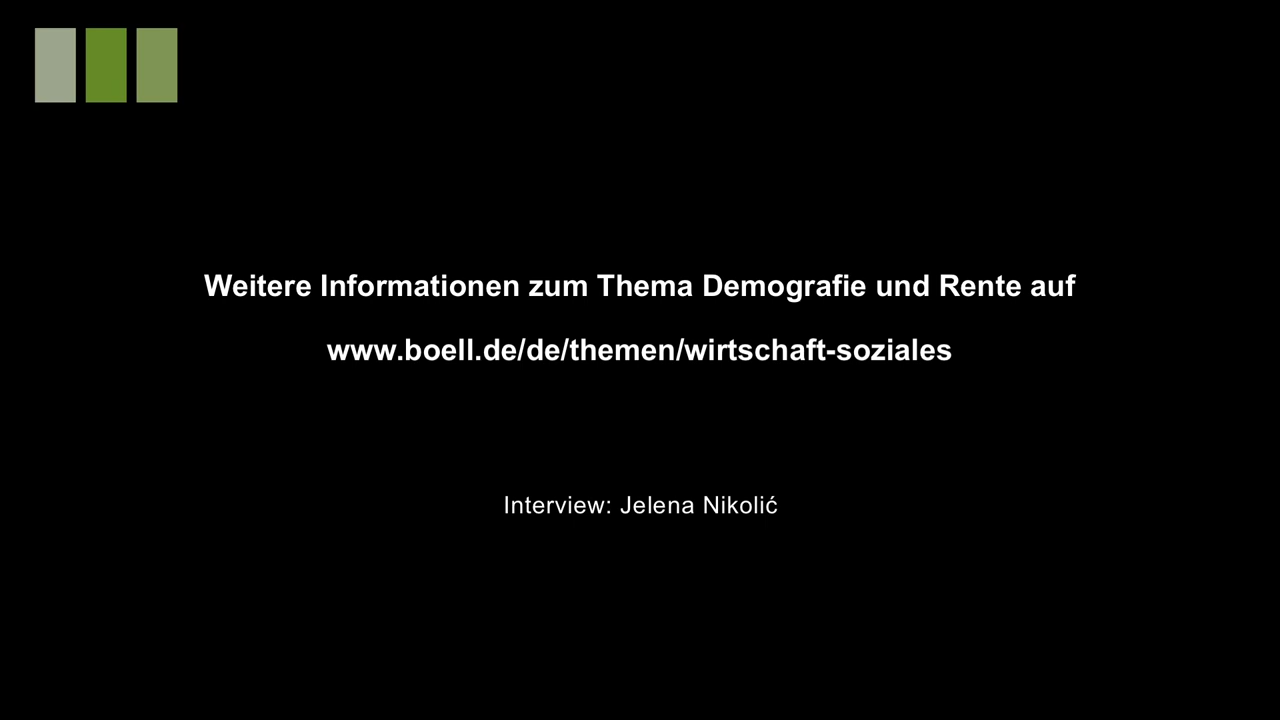 Weitere Informationen zum Thema Demografie und Rente auf
www.boell.de/de/themen/wirtschaft-soziales
Interview: Jelena Nikolić